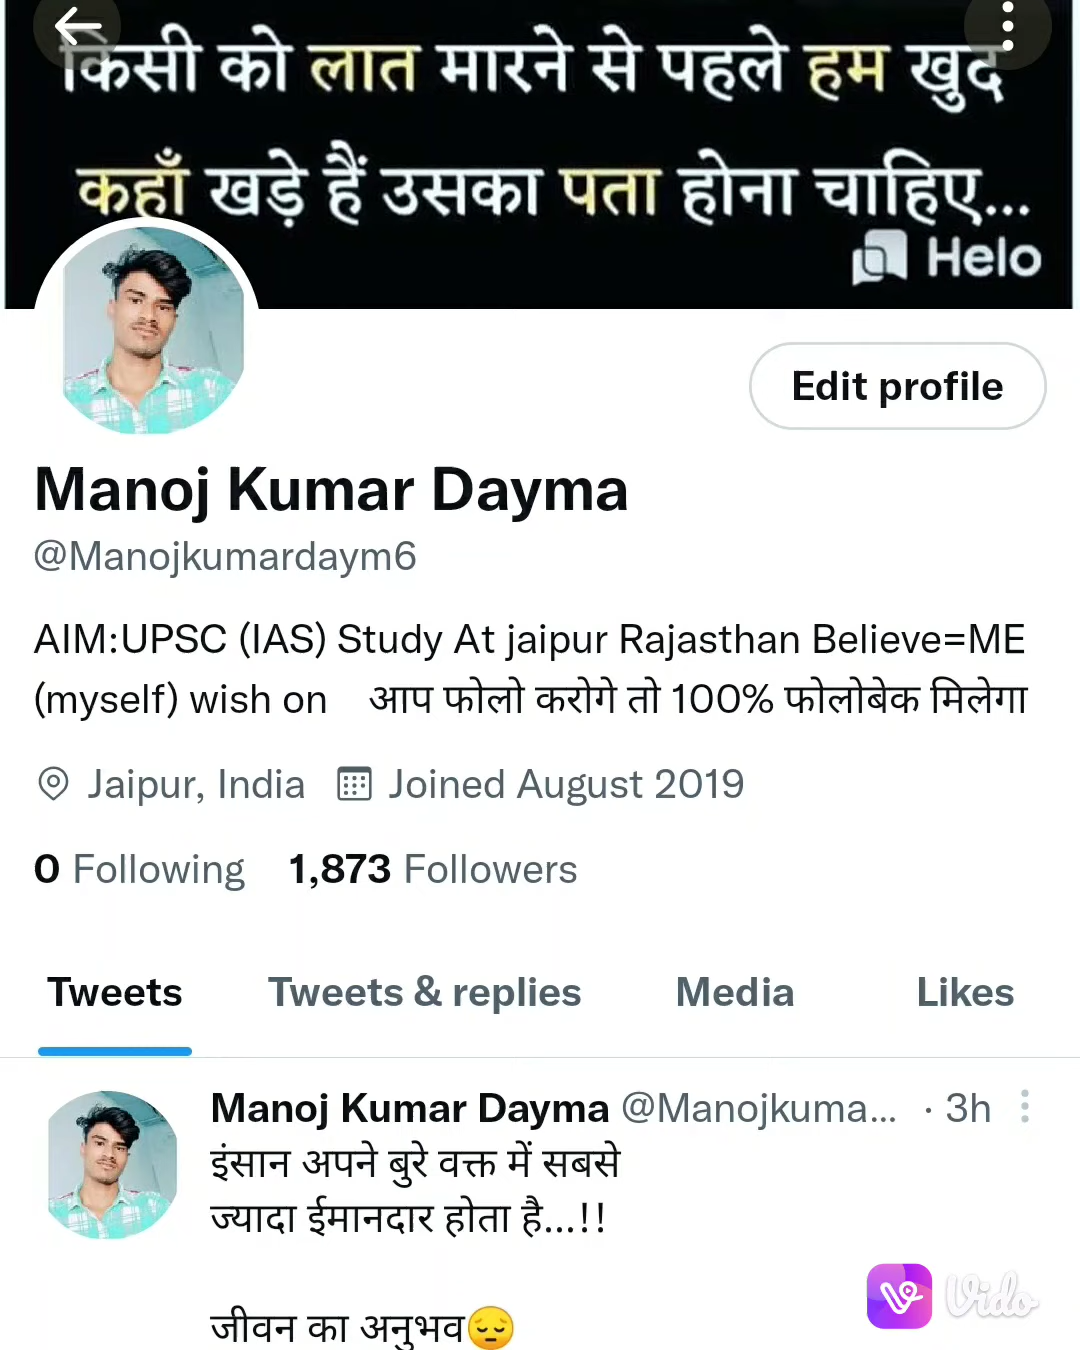 किसी को लात मारने से पहले हम खुद
कहाँ खड़े हैं उसका पता होना चाहिए...
Helo
Edit profile
Manoj Kumar Dayma
@Manojkumardaym6
AIM:UPSC (IAS) Study At jaipur Rajasthan Believe=ME
(myself) wish on आप फोलो करोगे तो 100% फोलोबेक मिलेगा
Jaipur, India Joined August 2019
0 Following 1,873 Followers
Tweets Tweets & replies Media Likes
Manoj Kumar Dayma @Manojkuma... · 3h
इंसान अपने बुरे वक्त में सबसे
ज्यादा ईमानदार होता है...!!
जीवन का अनुभव😔
Vido